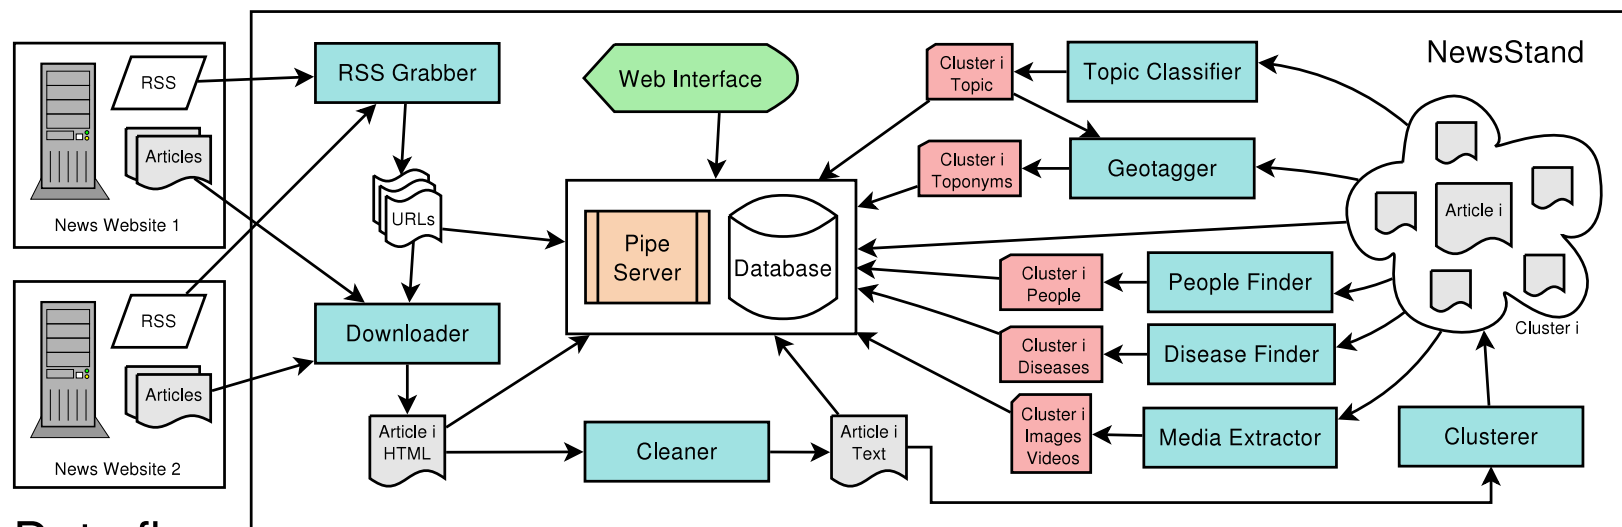 NewsStand
RSS
Articles
News Website 1
RSS
Articles
News Website 2
RSS Grabber
URLs
Downloader
Article i
HTML
Cleaner
Article i
Text
Web Interface
Pipe
Server
Database
Cluster i
Topic
Topic Classifier
Cluster i
Toponyms
Geotagger
Cluster i
People
People Finder
Cluster i
Diseases
Disease Finder
Cluster i
Images
Videos
Media Extractor
Article i
Cluster i
Clusterer